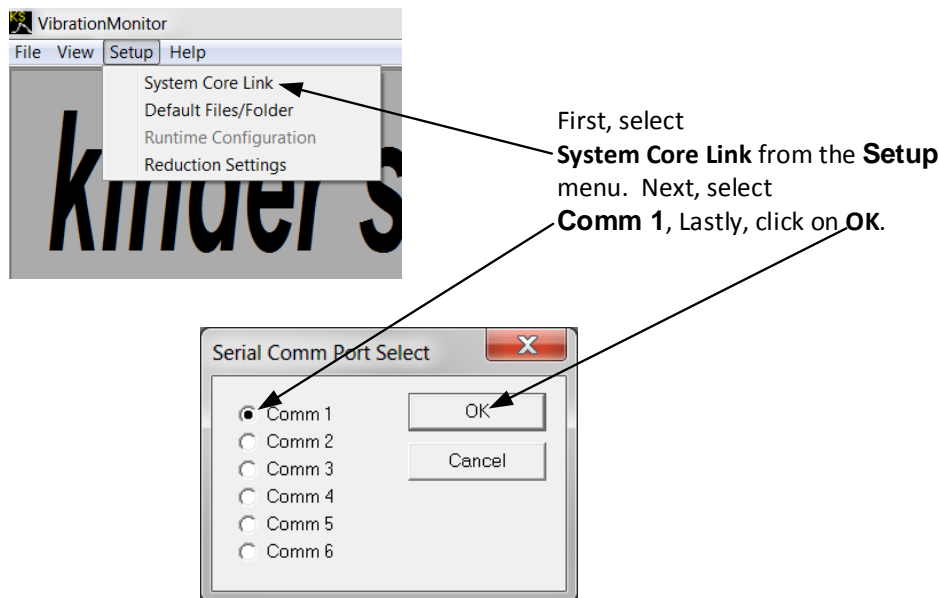 KS VibrationMonitor
File View Setup Help
System Core Link
Default Files/Folder
Runtime Configuration
Reduction Settings
kinder s
First, select
System Core Link from the Setup
menu. Next, select
Comm 1, Lastly, click on OK.
Serial Comm Port Select
Comm 1 OK
Comm 2
Comm 3 Cancel
Comm 4
Comm 5
Comm 6